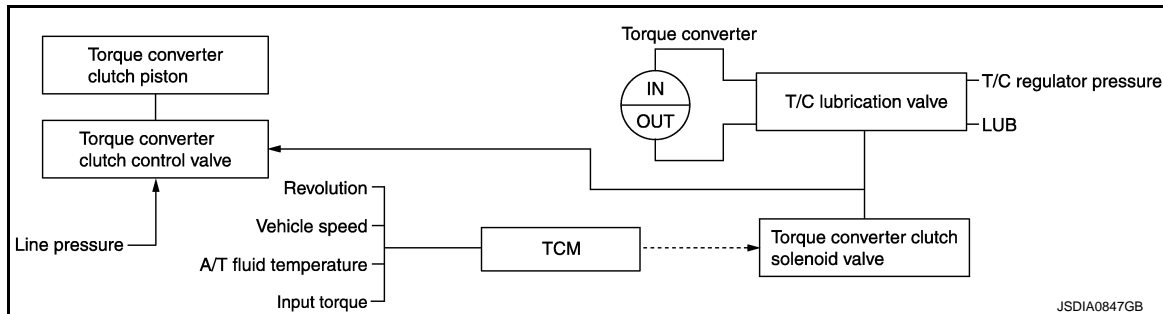 Torque converter
clutch piston
Torque converter
clutch control valve
Line pressure
Revolution
Vehicle speed
A/T fluid temperature
Input torque
TCM
Torque converter
IN
OUT
T/C lubrication valve
T/C regulator pressure
LUB
Torque converter clutch
solenoid valve
JSDIA0847GB